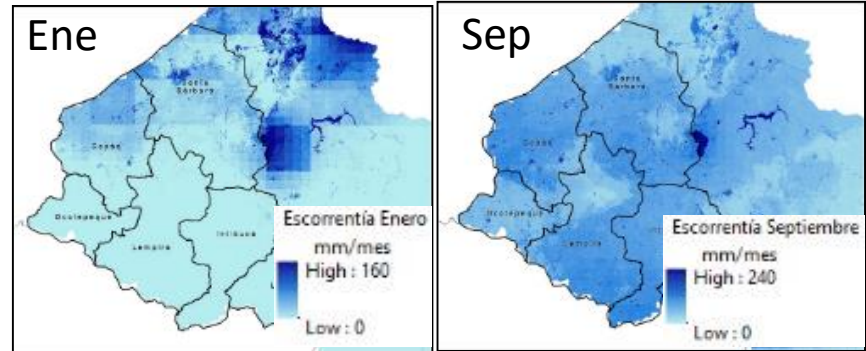 Ene
Santa
Bárbara
Copán
Ocotepeque
Lempira
Intibucá
Escorrentía Enero
mm/mes
High : 160
Low : 0
Sep
Santa
Bárbara
Copán
Ocotepeque
Lempira
Escorrentía Septiembre
mm/mes
High : 240
Low : 0